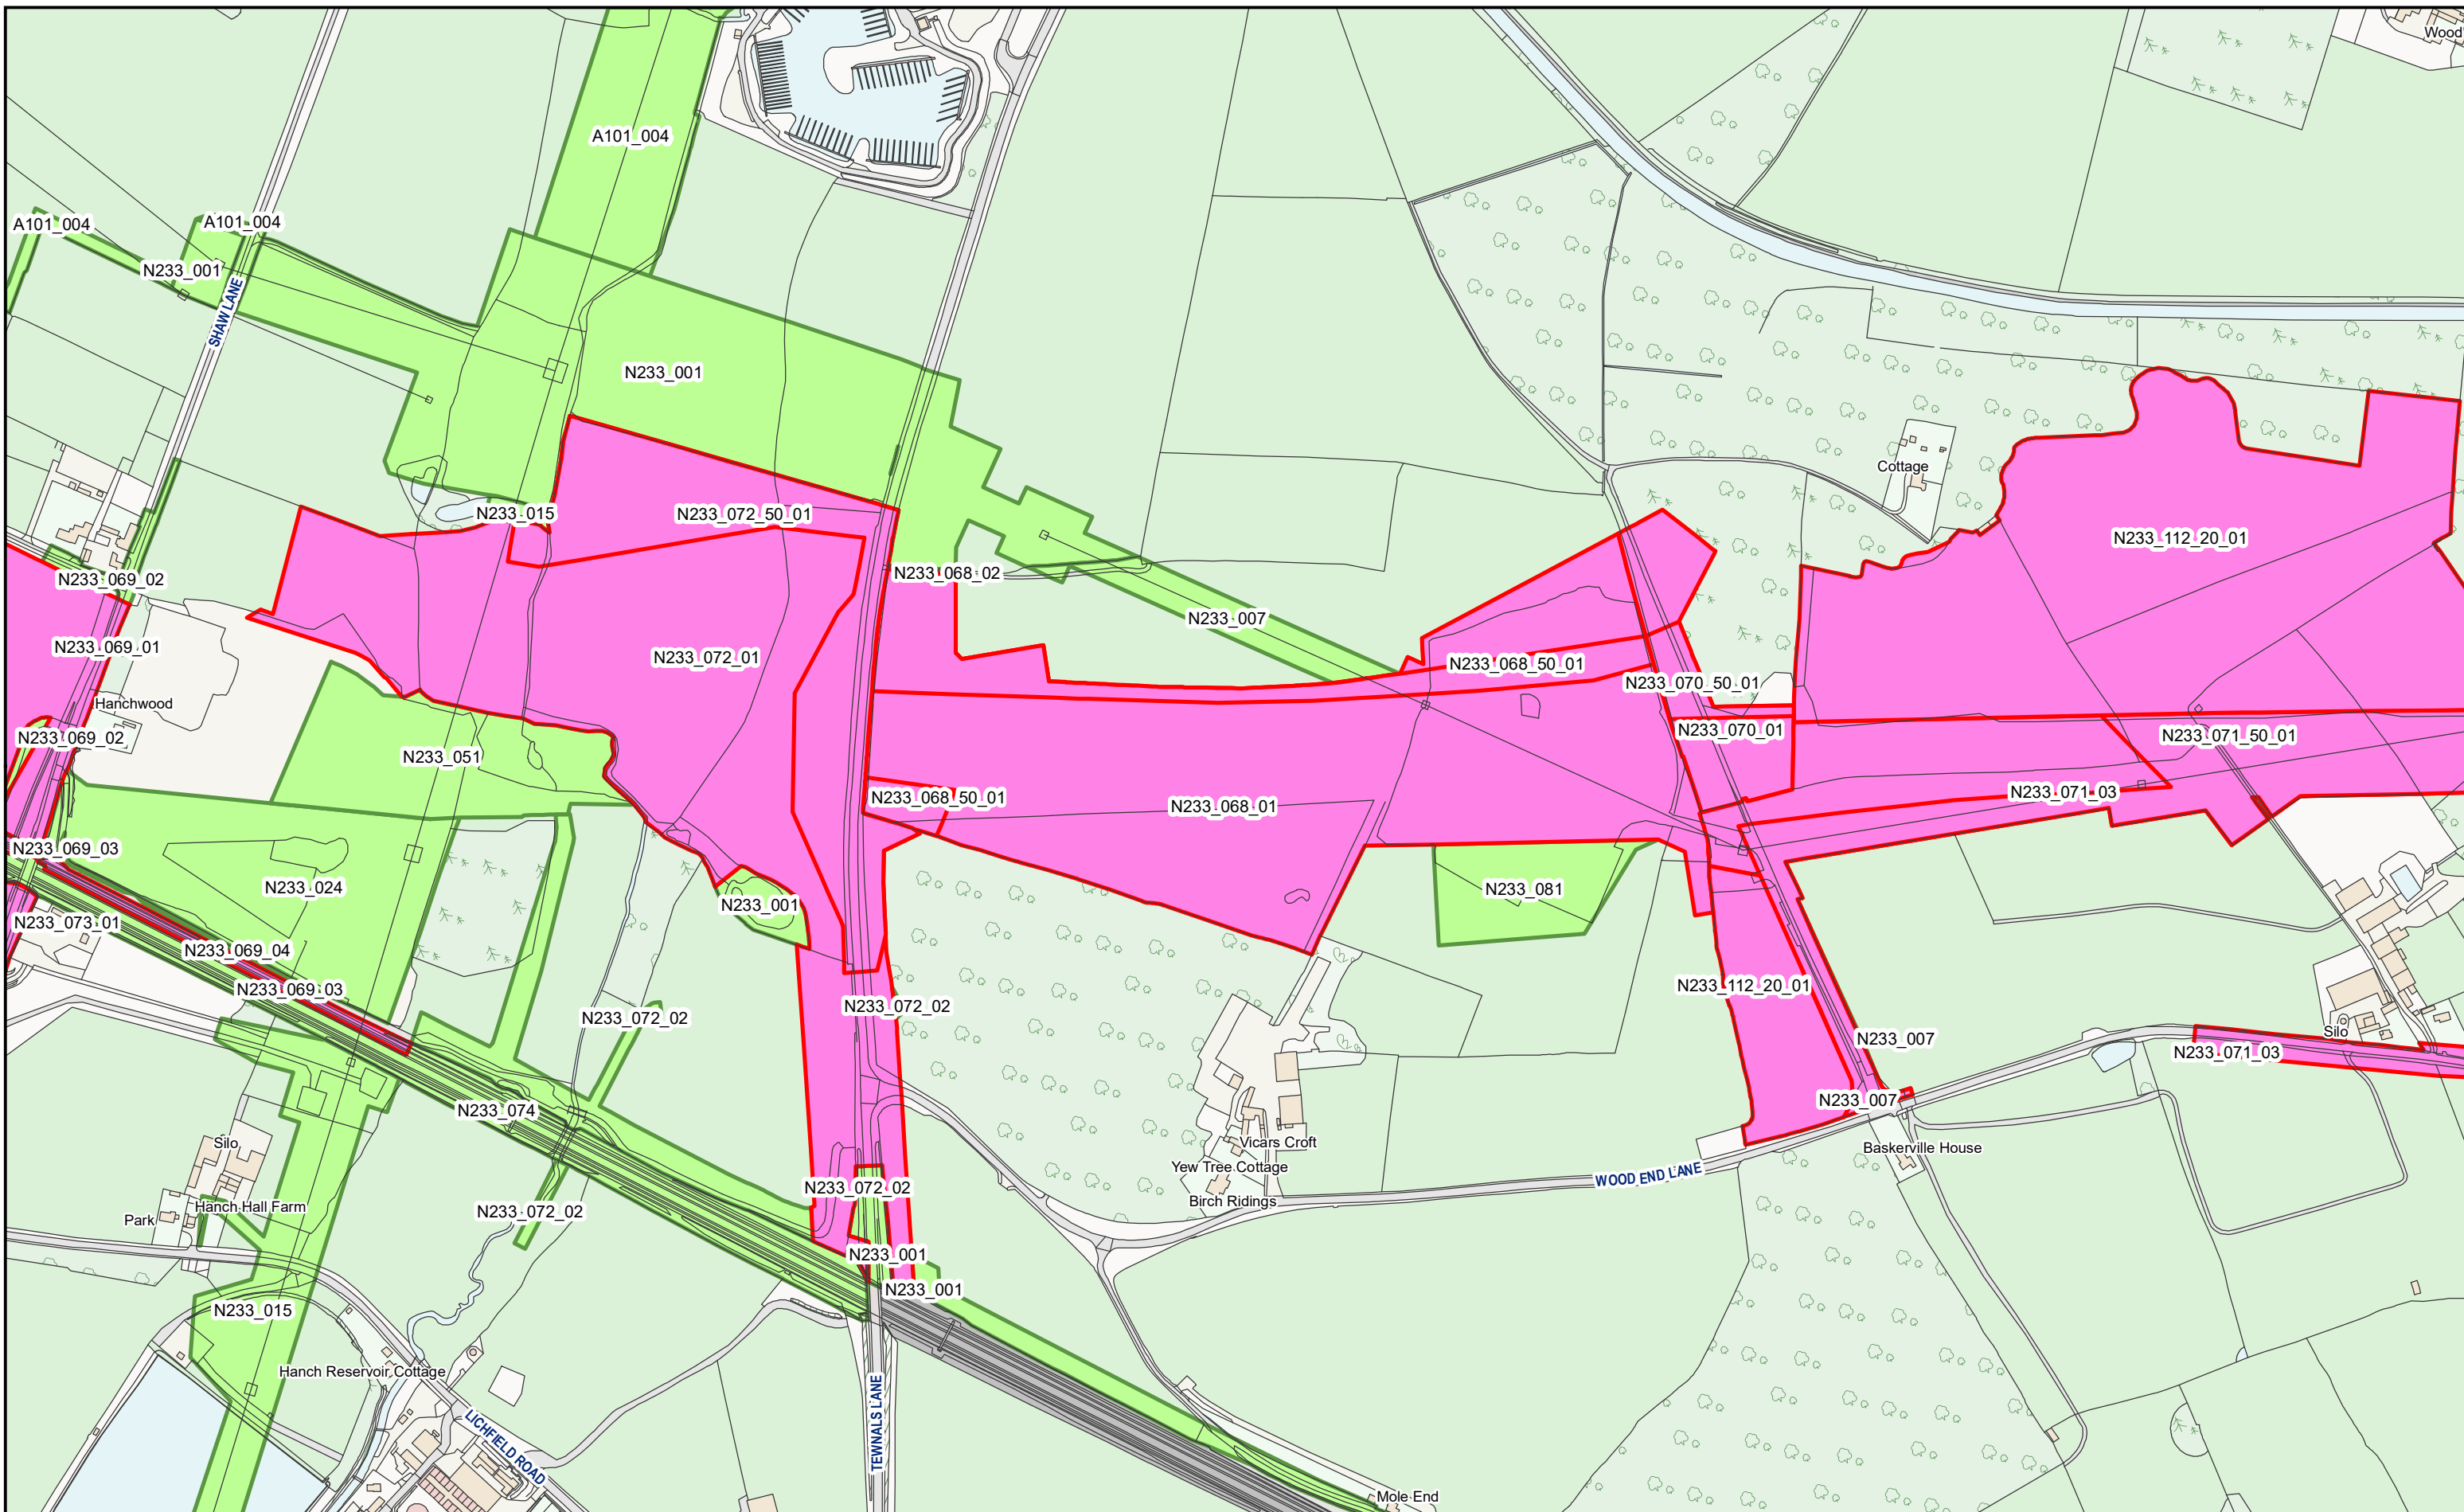 Wood
A101_004
A101_004
A101_004
N233_001
SHAW LANE
N233_001
Cottage
N233_015
N233_072_50_01
N233_112_20_01
N233_068_02
N233_069_02
N233_007
N233_069_01
N233_072_01
N233_068_50_01
N233_070_50_01
Hanchwood
N233_070_01
N233_069_02
N233_071_50_01
N233_051
N233_071_03
N233_068_50_01
N233_068_01
N233_069_03
N233_024
N233_081
N233_001
N233_073_01
N233_069_04
N233_069_03
N233_112_20_01
N233_072_02
N233_072_02
N233_007
Silo
N233_071_03
N233_074
N233_007
Silo
Vicars Croft
Baskerville House
Yew Tree Cottage
WOOD END LANE
N233_072_02
Birch Ridings
Hanch Hall Farm
N233_072_02
Park
N233_001
N233_001
N233_015
Hanch Reservoir Cottage
TEWNALS LANE
LICHFIELD ROAD
Mole End